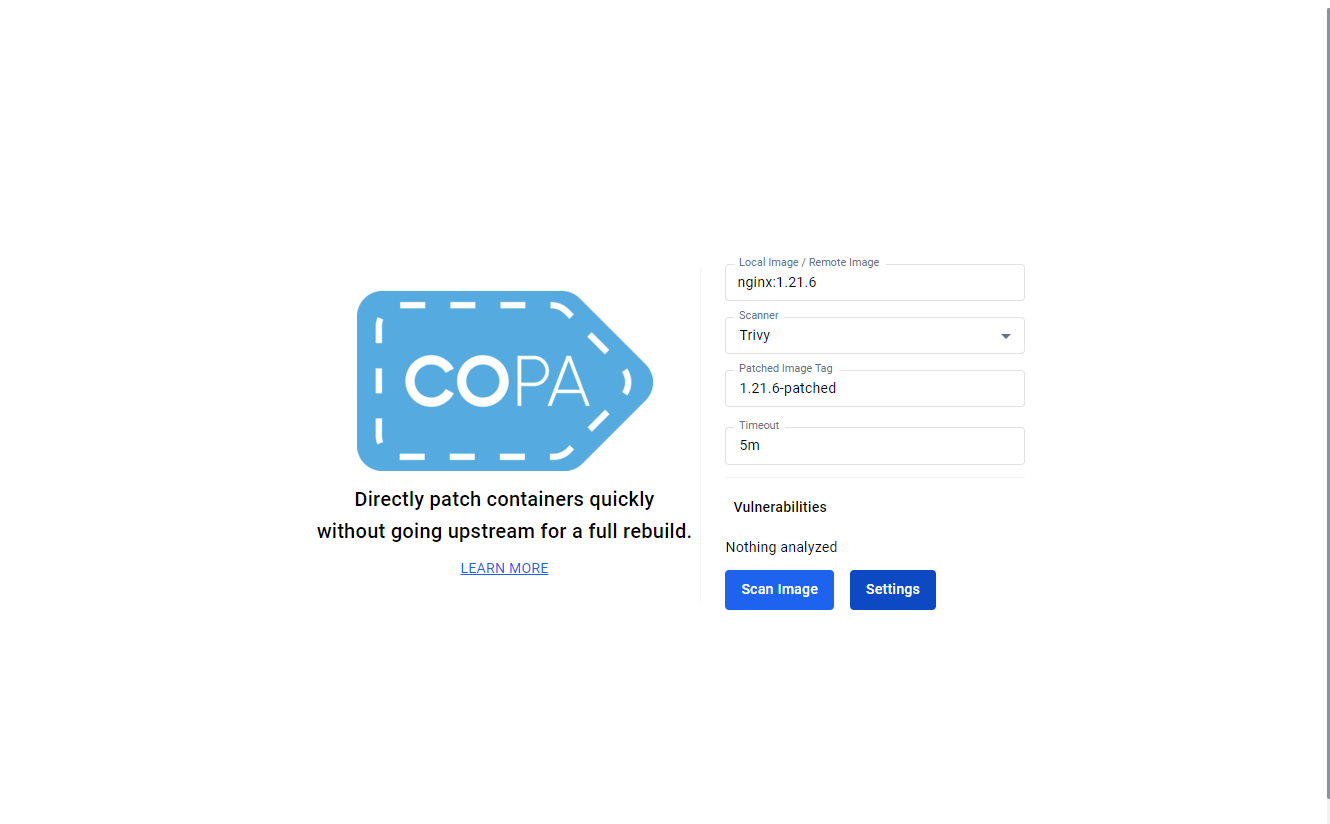 COPA
Directly patch containers quickly
without going upstream for a full rebuild.
LEARN MORE
Local Image / Remote Image
nginx:1.21.6
Scanner
Trivy
Patched Image Tag
1.21.6-patched
Timeout
5m
Vulnerabilities
Nothing analyzed
Scan Image
Settings